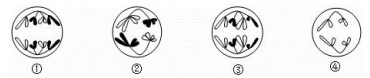 ① ② ③ ④